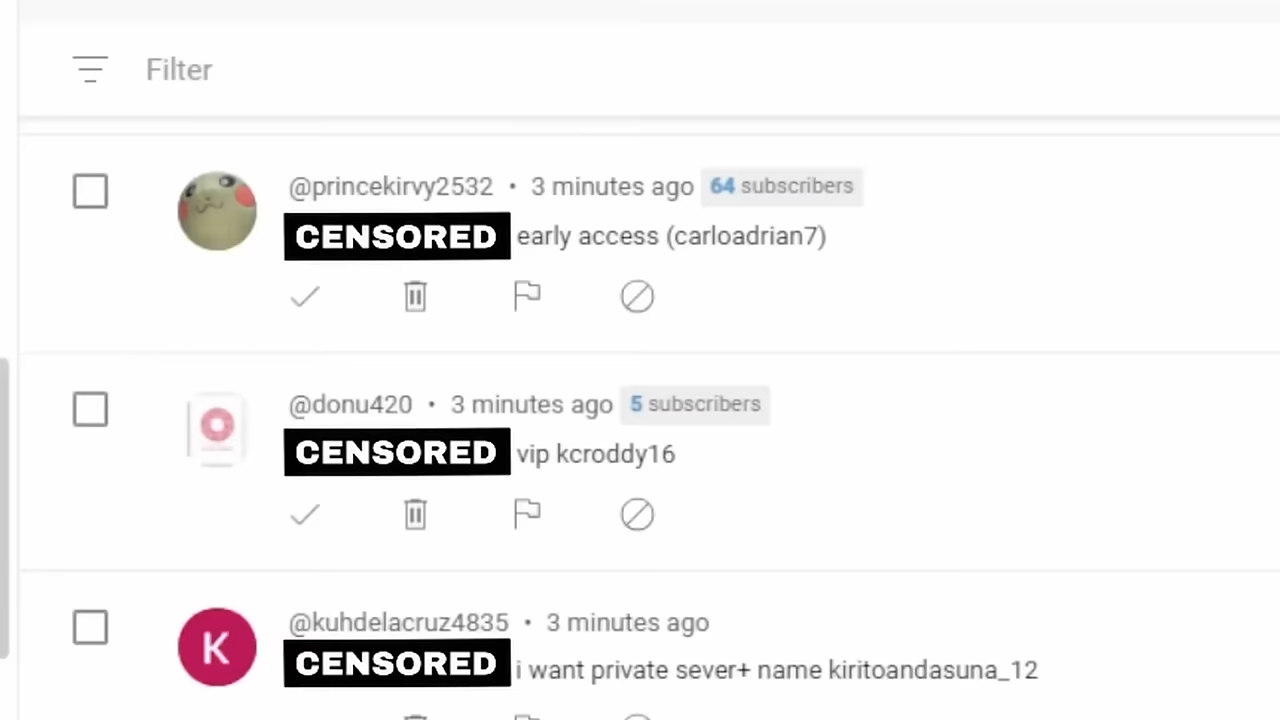 Filter
@princekirvy2532 • 3 minutes ago 64 subscribers
CENSORED early access (carloadrian7)
@donu420 • 3 minutes ago 5 subscribers
CENSORED vip kcroddy16
K
@kuhdelacruz4835 • 3 minutes ago
CENSORED i want private sever+ name kiritoandasuna_12